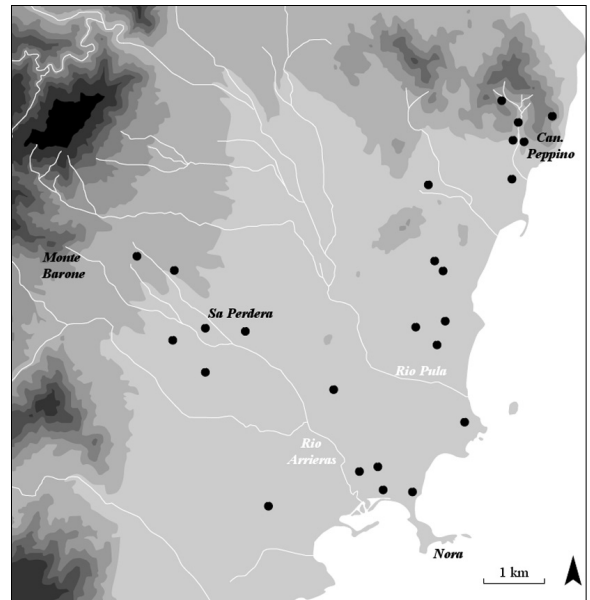 Can.
Peppino
Monte
Barone
Sa Perdera
Rio Pula
Rio
Arrieras
Nora
1 km